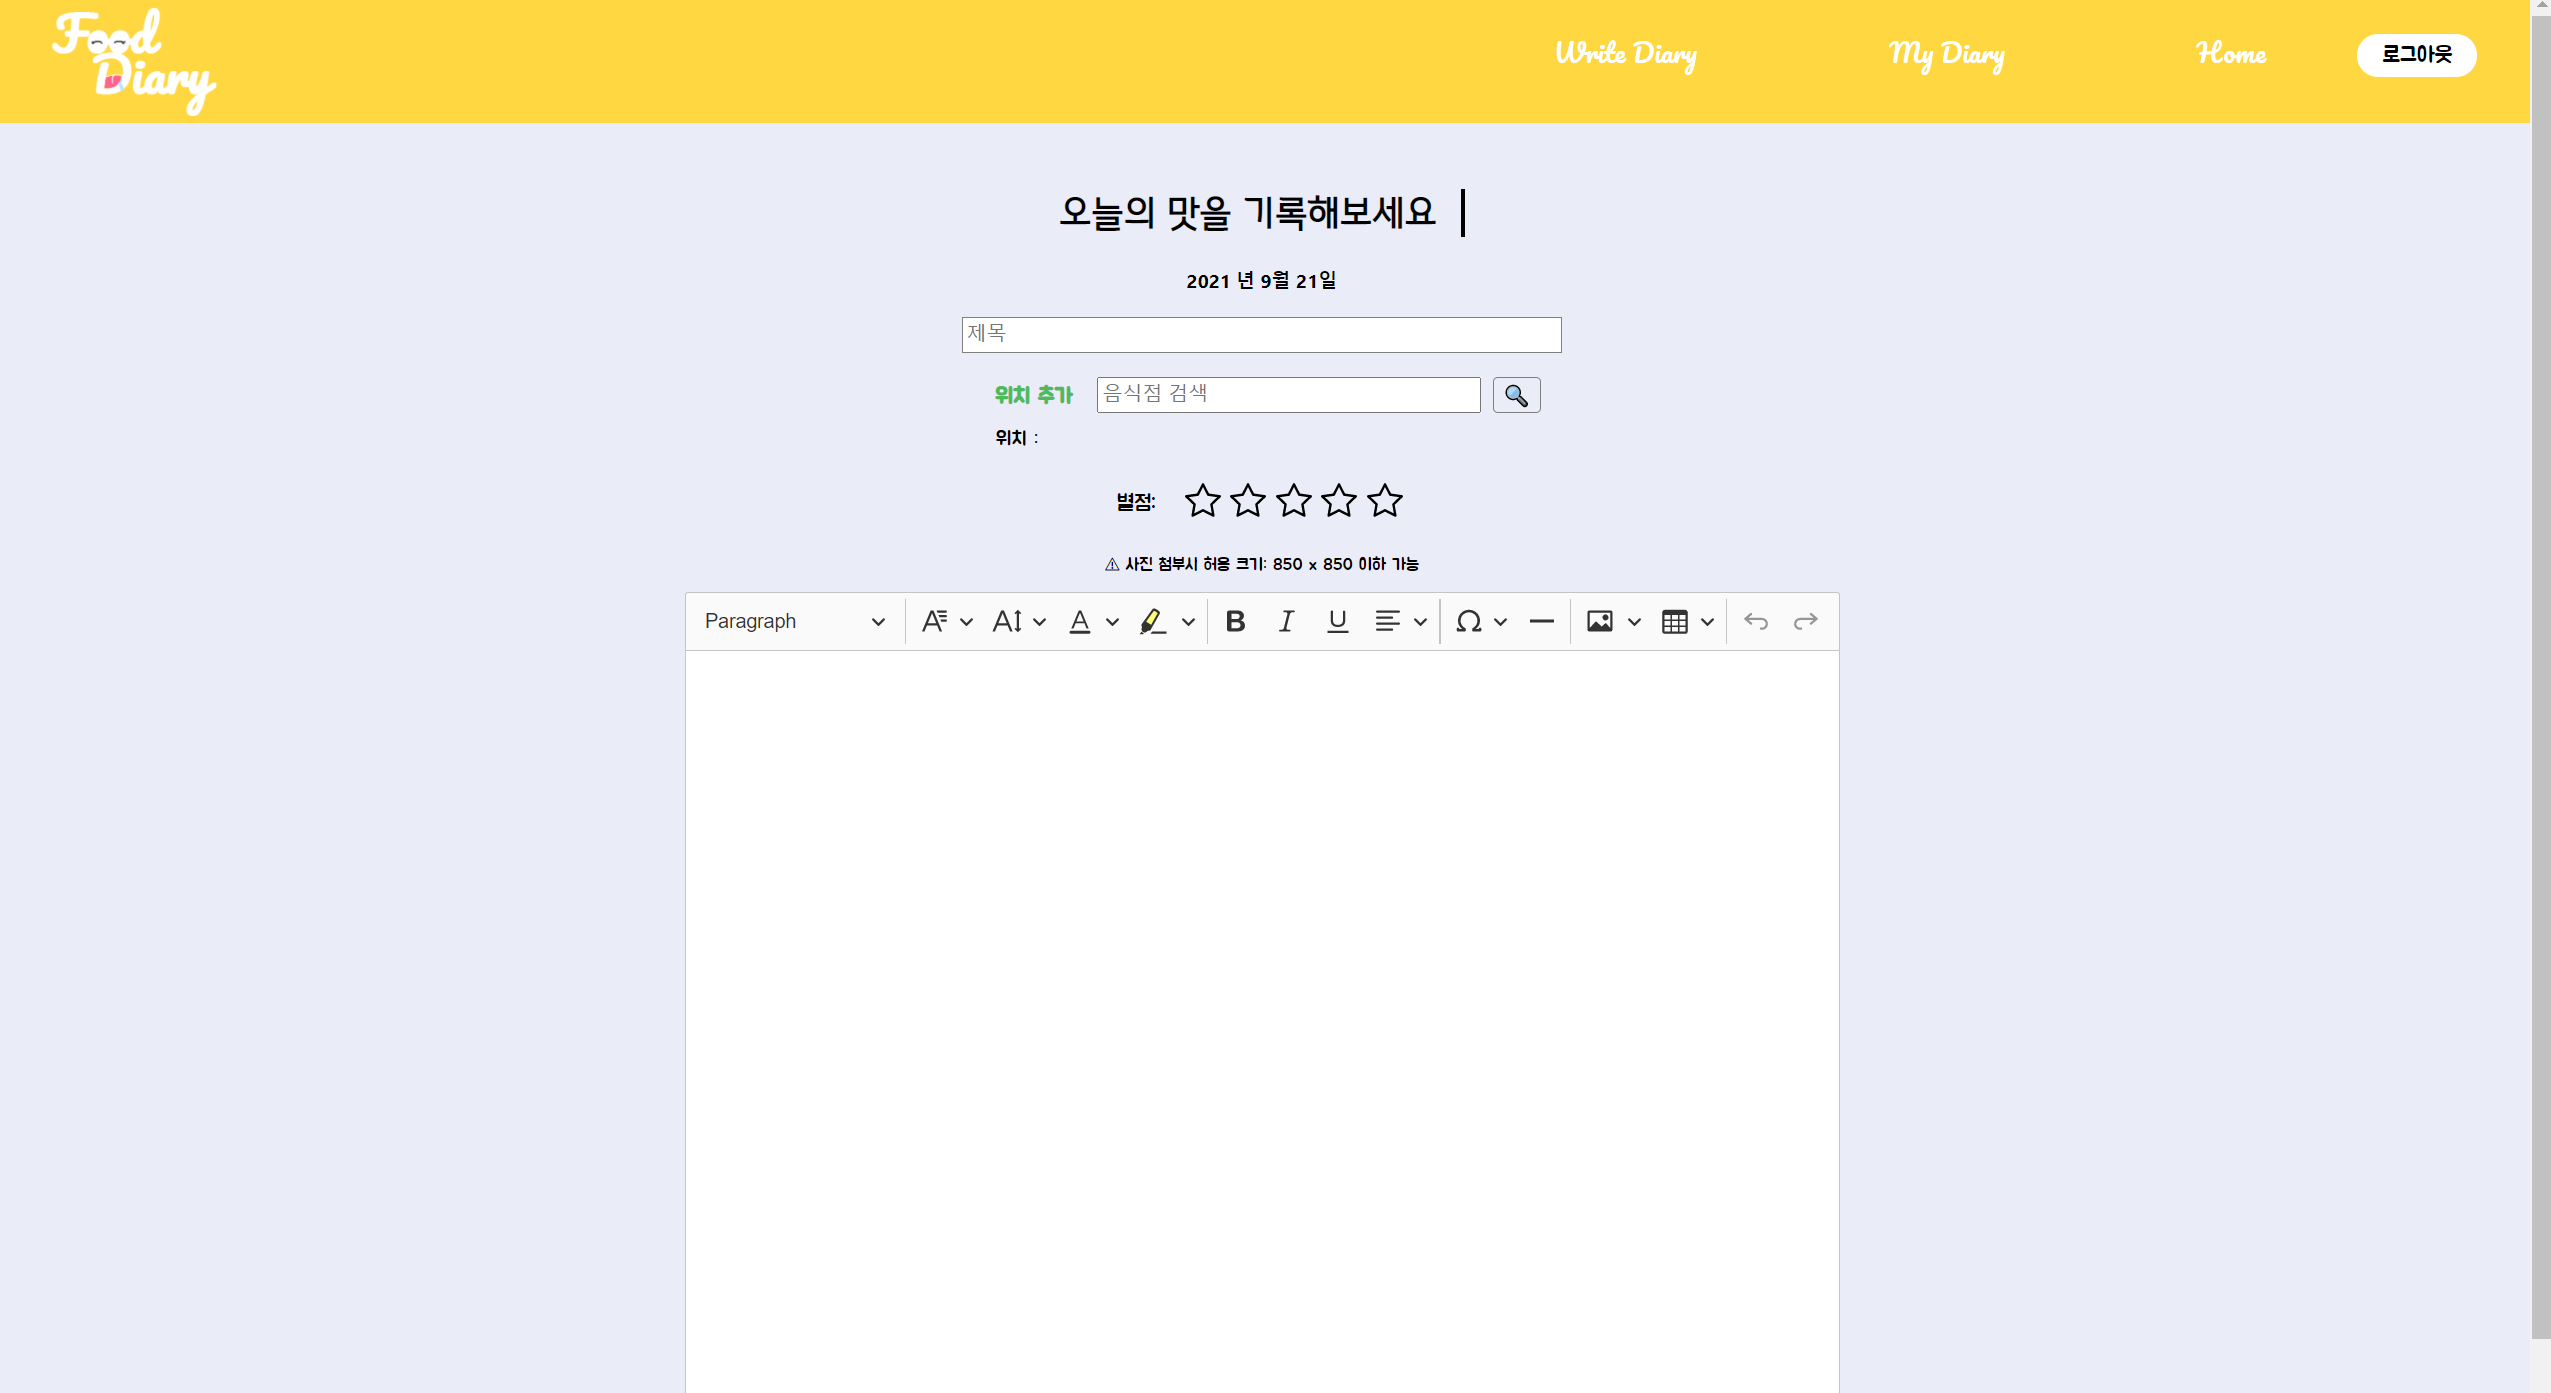 Food Diary
Write Diary
My Diary
Home
로그아웃
오늘의 맛을 기록해보세요
2021 년 9월 21일
제목
위치 추가
음식점 검색
위치 :
별점:
⚠ 사진 첨부시 허용 크기: 850 x 850 이하 가능
Paragraph